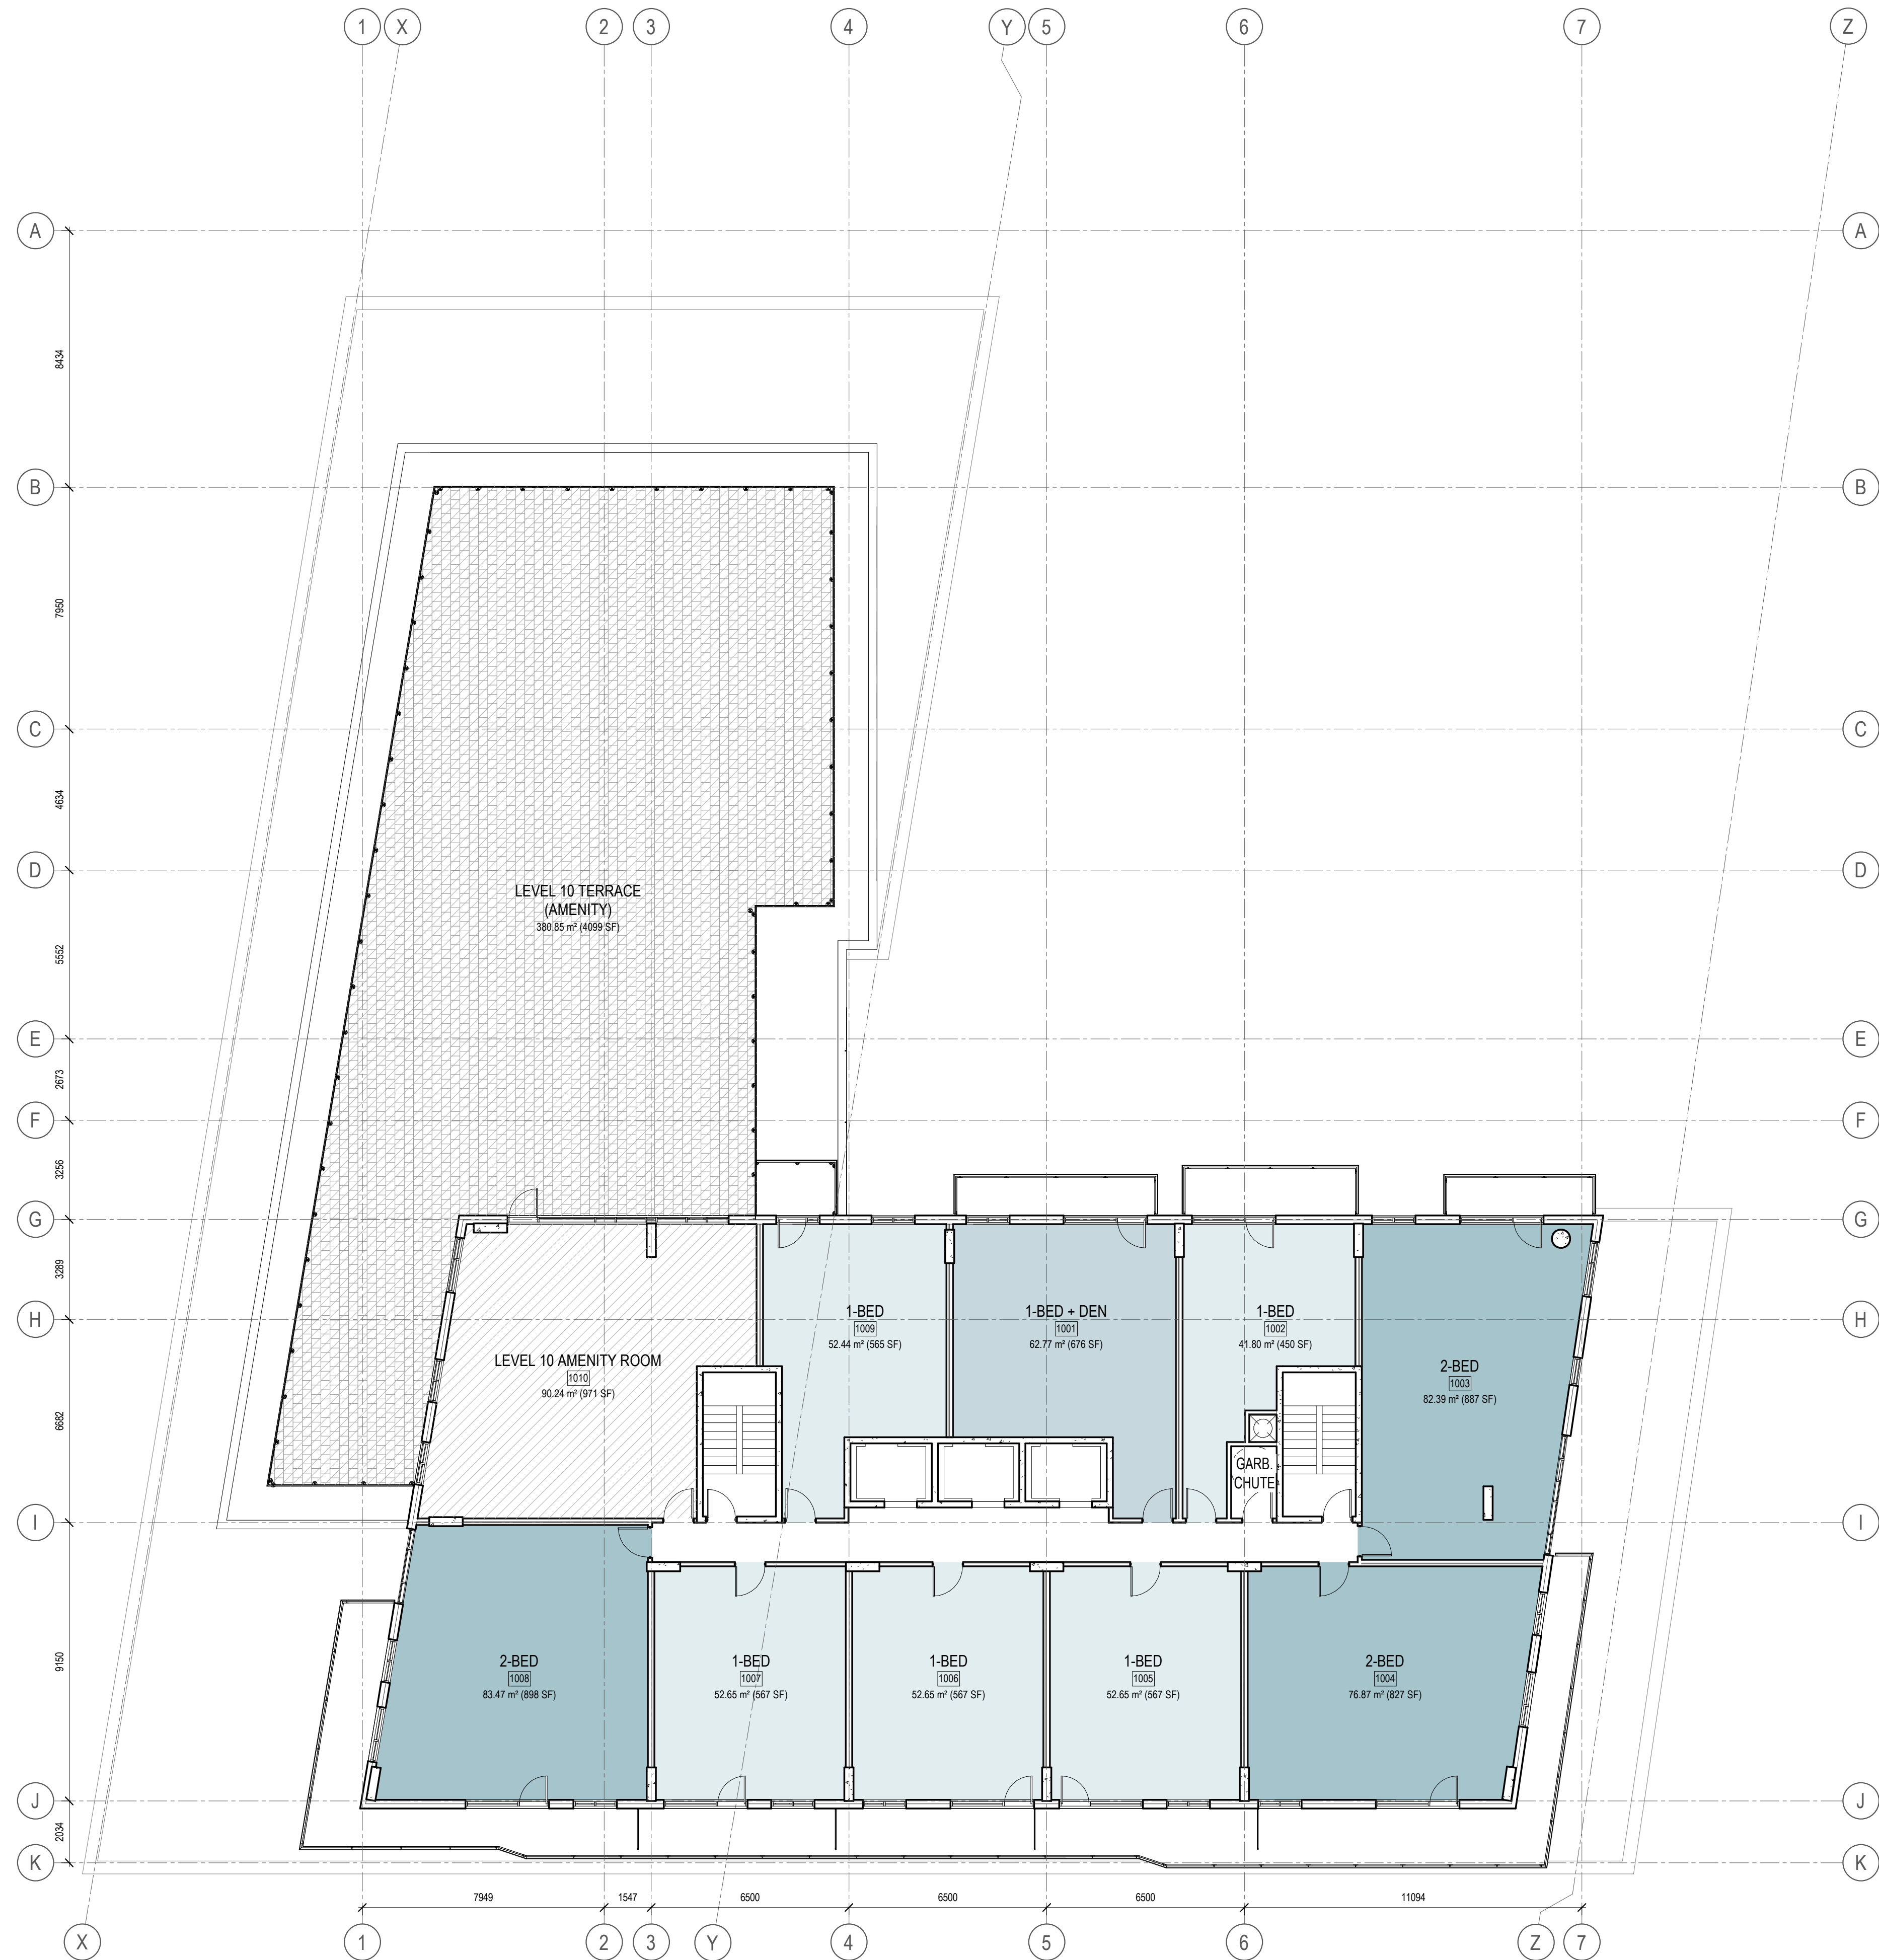 1 X 2 3 4 Y 5 6 7 Z
A A
8434
B B
7950
C C
4634
D D
LEVEL 10 TERRACE
(AMENITY)
380.85 m² (4099 SF)
5552
E E
2673
F F
3256
G G
3289
H H
1-BED
1009
52.44 m² (565 SF)
1-BED + DEN
1001
62.77 m² (676 SF)
1-BED
1002
41.80 m² (450 SF)
LEVEL 10 AMENITY ROOM
1010
90.24 m² (971 SF)
2-BED
1003
82.39 m² (887 SF)
6682
GARB.
CHUTE
I I
9150
2-BED
1008
83.47 m² (898 SF)
1-BED
1007
52.65 m² (567 SF)
1-BED
1006
52.65 m² (567 SF)
1-BED
1005
52.65 m² (567 SF)
2-BED
1004
76.87 m² (827 SF)
J J
2034
K K
7949 1547 6500 6500 6500 11094
X 1 2 3 Y 4 5 6 Z 7